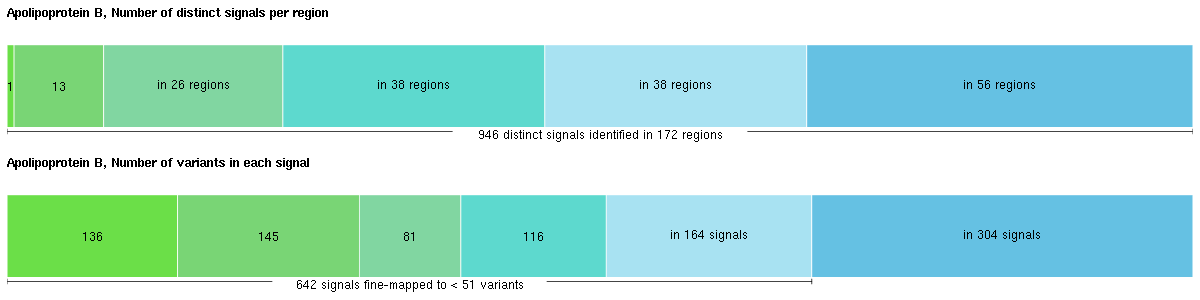 Apolipoprotein B, Number of distinct signals per region
1 13 in 26 regions in 38 regions in 38 regions in 56 regions
946 distinct signals identified in 172 regions
Apolipoprotein B, Number of variants in each signal
136 145 81 116 in 164 signals in 304 signals
642 signals fine-mapped to < 51 variants